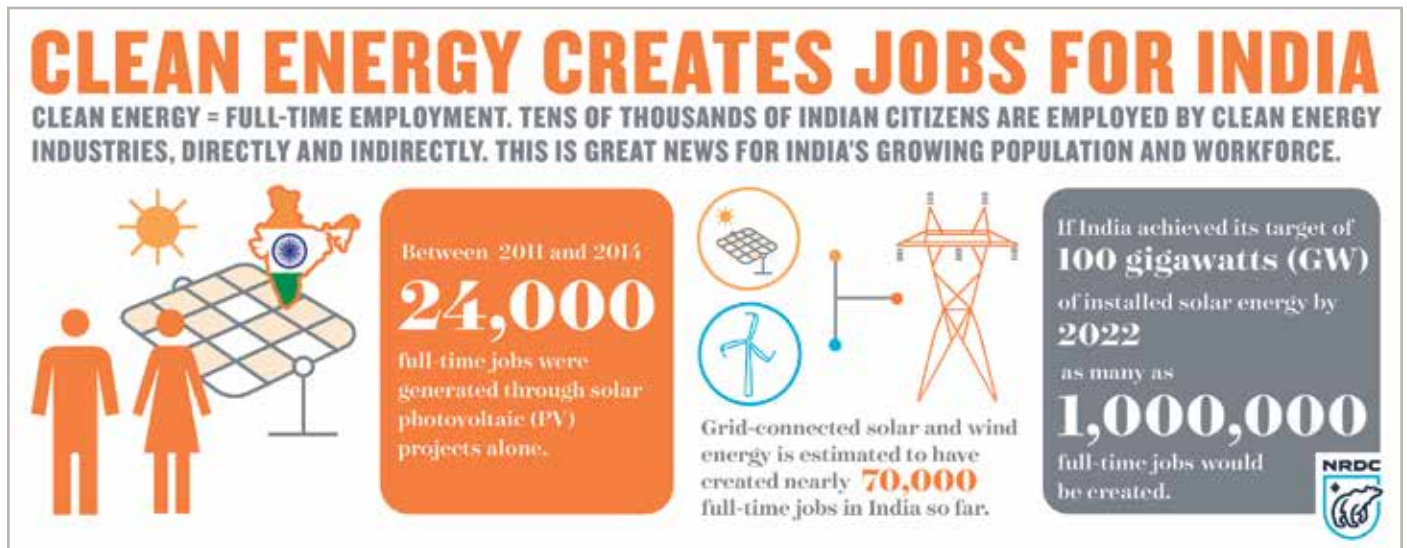 CLEAN ENERGY CREATES JOBS FOR INDIA
CLEAN ENERGY = FULL-TIME EMPLOYMENT. TENS OF THOUSANDS OF INDIAN CITIZENS ARE EMPLOYED BY CLEAN ENERGY
INDUSTRIES, DIRECTLY AND INDIRECTLY. THIS IS GREAT NEWS FOR INDIA'S GROWING POPULATION AND WORKFORCE.
Between 2011 and 2014
24,000
full-time jobs were
generated through solar
photovoltaic (PV)
projects alone.
Grid-connected solar and wind
energy is estimated to have
created nearly 70,000
full-time jobs in India so far.
If India achieved its target of
100 gigawatts (GW)
of installed solar energy by
2022
as many as
1,000,000
full-time jobs would
be created.
NRDC